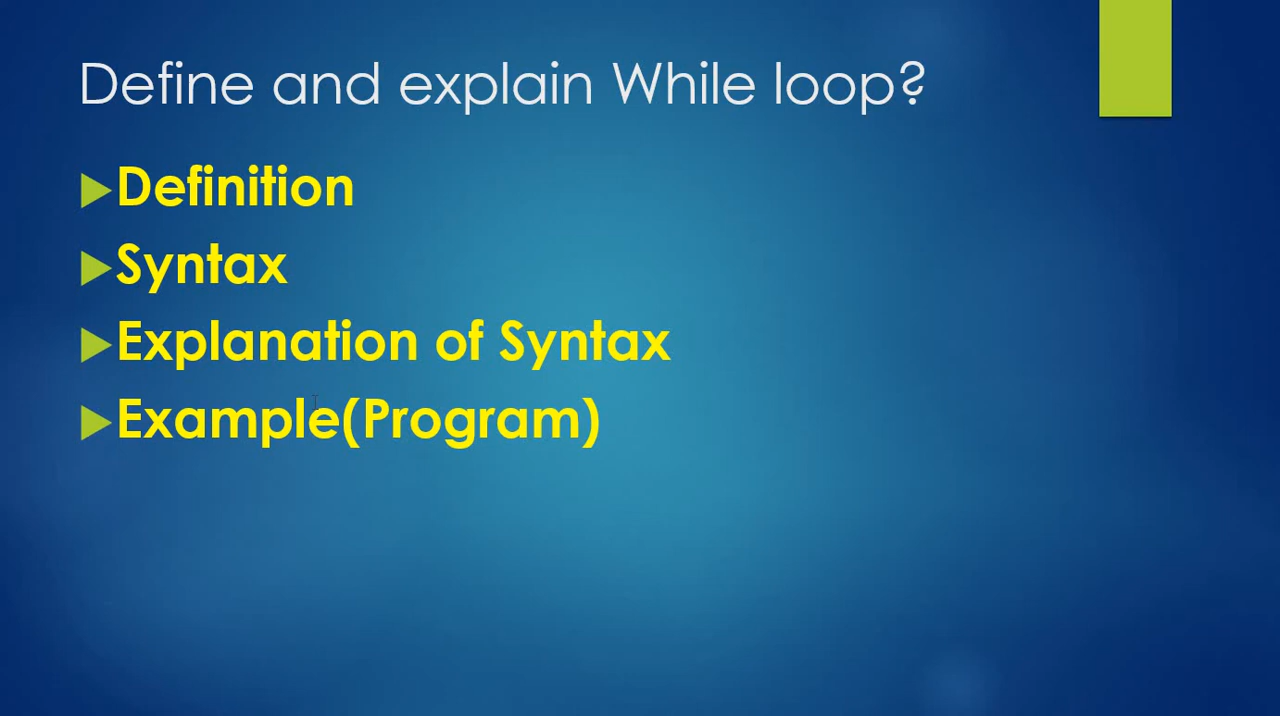 Define and explain While loop?
Definition
Syntax
Explanation of Syntax
Example(Program)